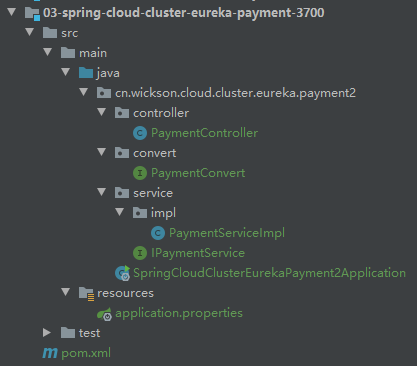 03-spring-cloud-cluster-eureka-payment-3700
src
main
java
cn.wickson.cloud.cluster.eureka.payment2
controller
PaymentController
convert
PaymentConvert
service
impl
PaymentServiceImpl
IPaymentService
SpringCloudClusterEurekaPayment2Application
resources
application.properties
test
pom.xml